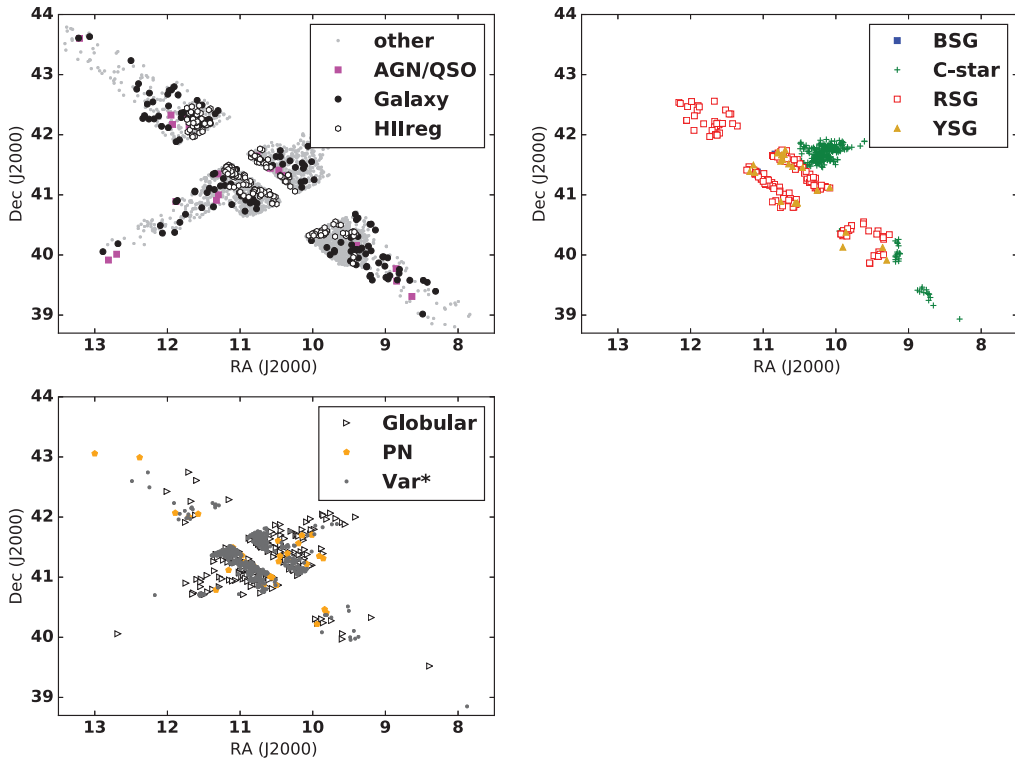 44
43
42
41
40
39
Dec (J2000)
13 12 11 10 9 8
RA (J2000)
other
AGN/QSO
Galaxy
HIIreg
44
43
42
41
40
39
Dec (J2000)
13 12 11 10 9 8
RA (J2000)
BSG
C-star
RSG
YSG
44
43
42
41
40
39
Dec (J2000)
13 12 11 10 9 8
RA (J2000)
Globular
PN
Var*